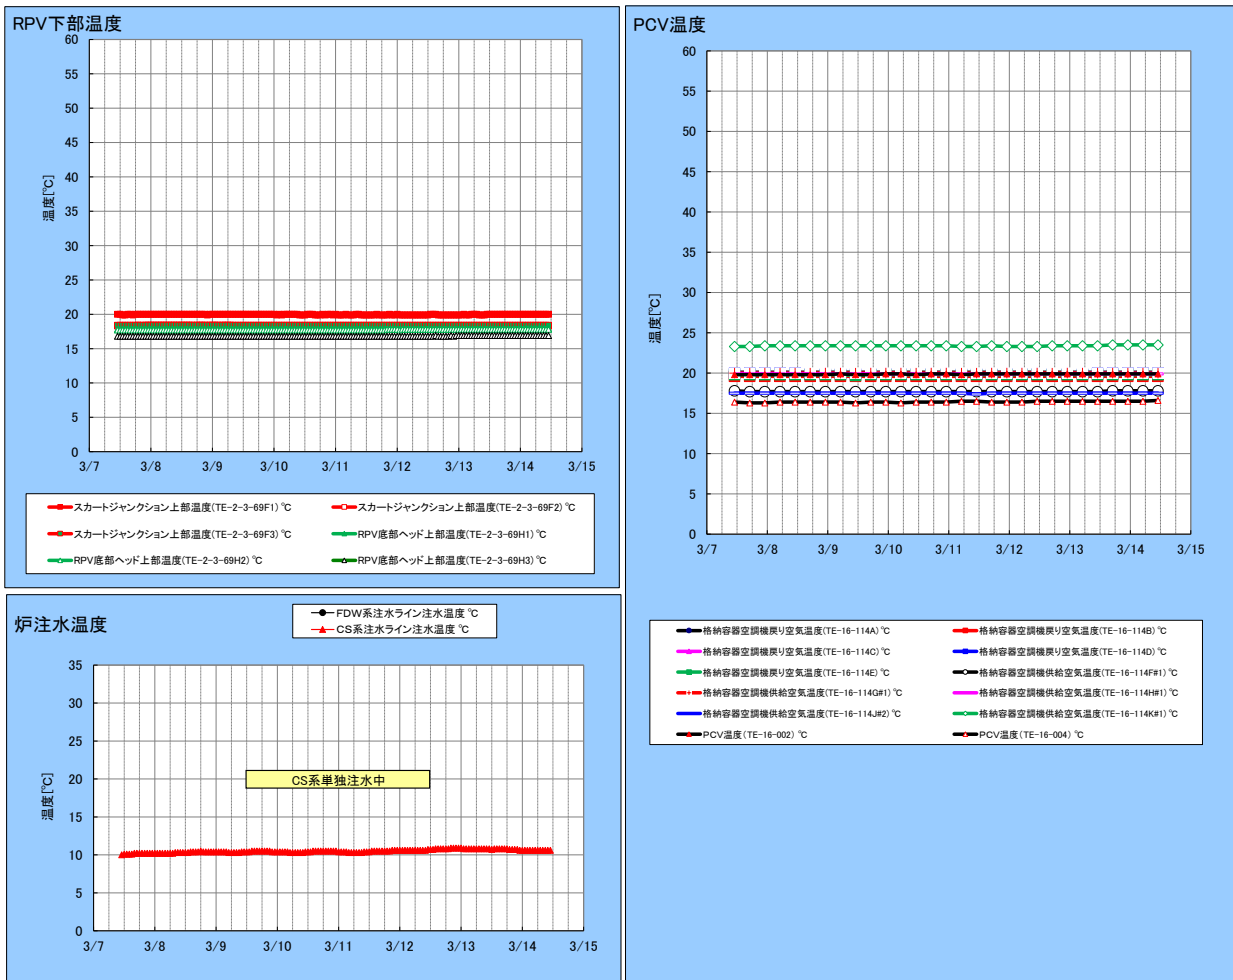 RPV下部温度
60
55
50
45
40
35
30
25
20
15
10
5
0
温度[℃]
3/7 3/8 3/9 3/10 3/11 3/12 3/13 3/14 3/15
スカートジャンクション上部温度(TE-2-3-69F1)℃ スカートジャンクション上部温度(TE-2-3-69F2)℃
スカートジャンクション上部温度(TE-2-3-69F3)℃ RPV底部ヘッド上部温度(TE-2-3-69H1)℃
RPV底部ヘッド上部温度(TE-2-3-69H2)℃ RPV底部ヘッド上部温度(TE-2-3-69H3)℃
炉注水温度
FDW系注水ライン注水温度 ℃
CS系注水ライン注水温度 ℃
35
30
25
20
15
10
5
0
温度[℃]
CS系単独注水中
3/7 3/8 3/9 3/10 3/11 3/12 3/13 3/14 3/15
PCV温度
60
55
50
45
40
35
30
25
20
15
10
5
0
温度[℃]
3/7 3/8 3/9 3/10 3/11 3/12 3/13 3/14 3/15
格納容器空調機戻り空気温度(TE-16-114A)℃ 格納容器空調機戻り空気温度(TE-16-114B)℃
格納容器空調機戻り空気温度(TE-16-114C)℃ 格納容器空調機戻り空気温度(TE-16-114D)℃
格納容器空調機戻り空気温度(TE-16-114E)℃ 格納容器空調機供給空気温度(TE-16-114F#1)℃
格納容器空調機供給空気温度(TE-16-114G#1)℃ 格納容器空調機供給空気温度(TE-16-114H#1)℃
格納容器空調機供給空気温度(TE-16-114J#2)℃ 格納容器空調機供給空気温度(TE-16-114K#1)℃
PCV温度(TE-16-002)℃ PCV温度(TE-16-004)℃